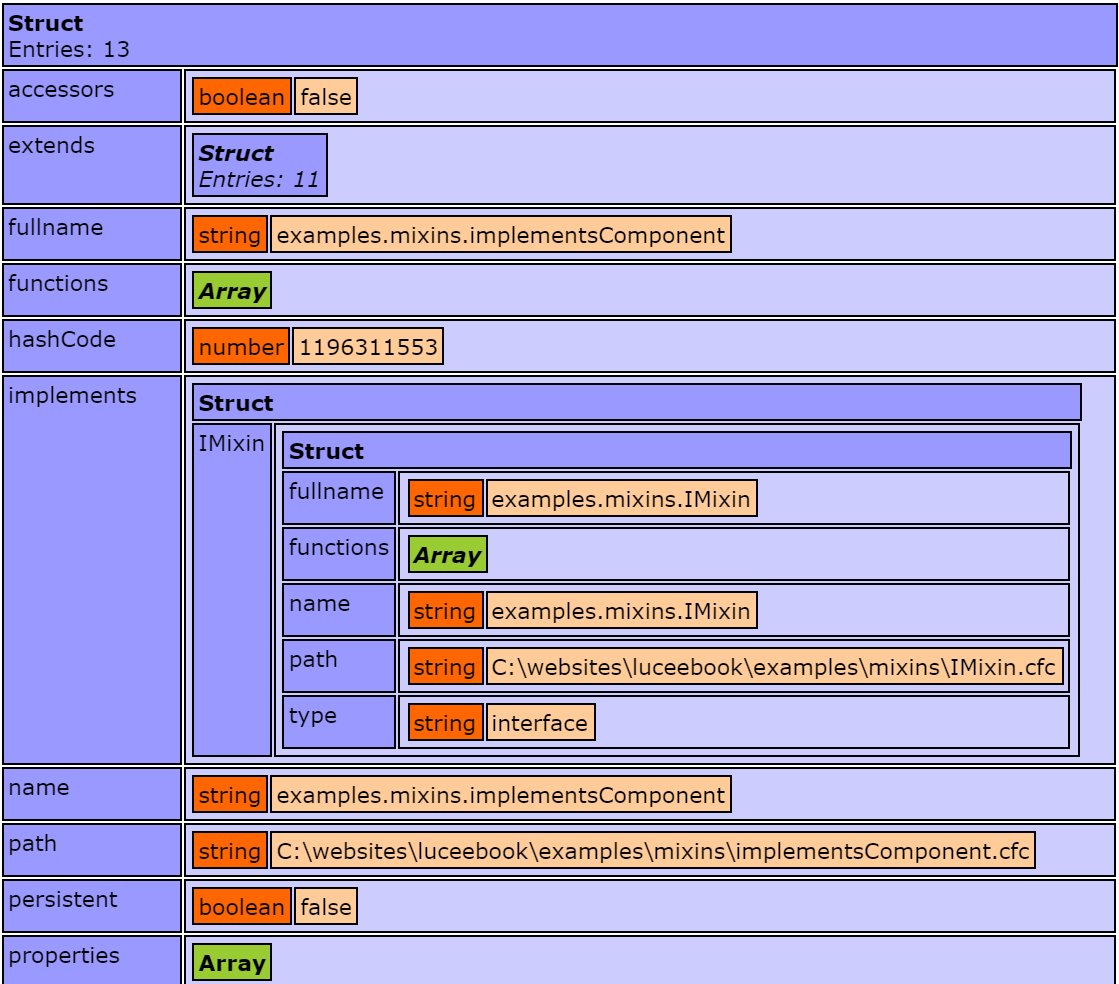 Struct
Entries: 13
accessors boolean false
extends Struct
Entries: 11
fullname string examples.mixins.implementsComponent
functions Array
hashCode number 1196311553
implements Struct
IMixin Struct
fullname string examples.mixins.IMixin
functions Array
name string examples.mixins.IMixin
path string C:\websites\luceebook\examples\mixins\IMixin.cfc
type string interface
name string examples.mixins.implementsComponent
path string C:\websites\luceebook\examples\mixins\implementsComponent.cfc
persistent boolean false
properties Array